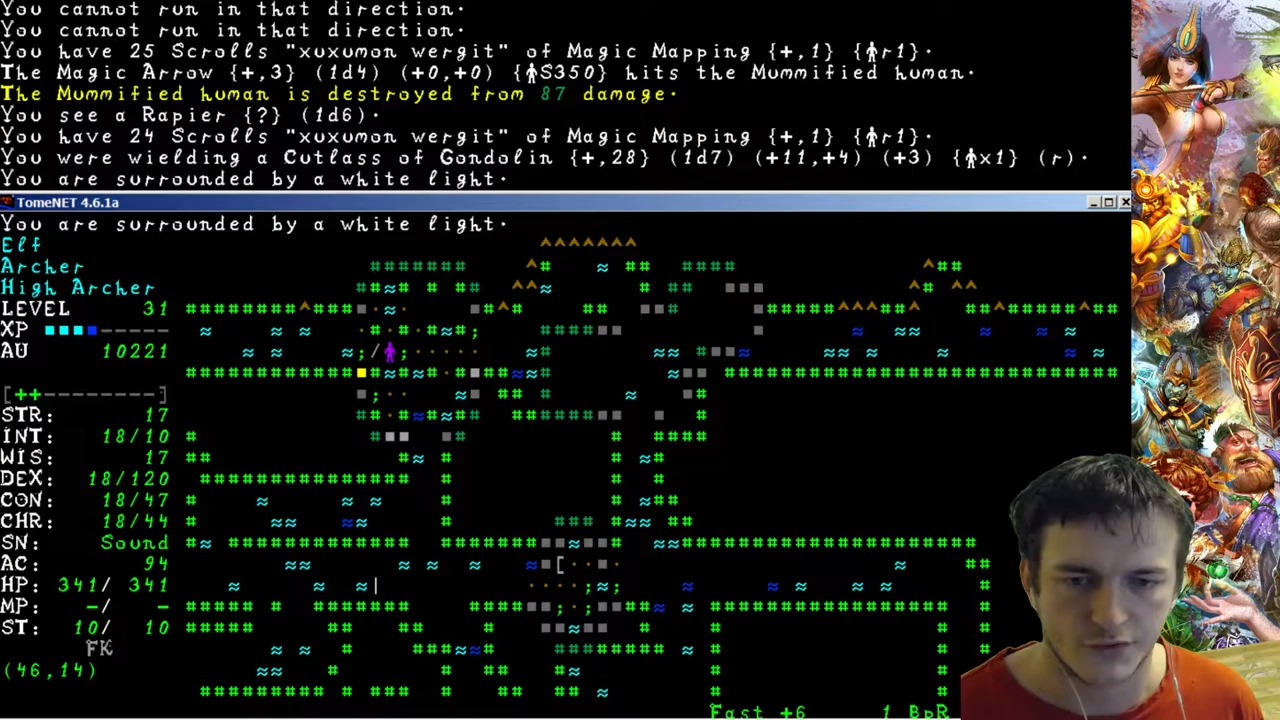 You cannot run in that direction.
You cannot run in that direction.
You have 25 Scrolls "xuxumon wergit" of Magic Mapping {+,1} {r1}.
The Magic Arrow {+,3} (1d4) (+0,+0) {S350} hits the Mummified human.
The Mummified human is destroyed from 87 damage.
You see a Rapier {?} (1d6).
You have 24 Scrolls "xuxumon wergit" of Magic Mapping {+,1} {r1}.
You were wielding a Cutlass of Gondolin {+,28} (1d7) (+11,+4) (+3) {x1} (r).
You are surrounded by a white light.
TomeNET 4.6.1a
You are surrounded by a white light.
Elf
Archer
High Archer
LEVEL 31
XP
AU 10221
[++---------]
STR: 17
INT: 18/10
WIS: 17
DEX: 18/120
CON: 18/47
CHR: 18/44
SN: Sound
AC: 94
HP: 341/ 341
MP: -/ -
ST: 10/ 10
FK
(46,14)
Fast +6 1 BpR